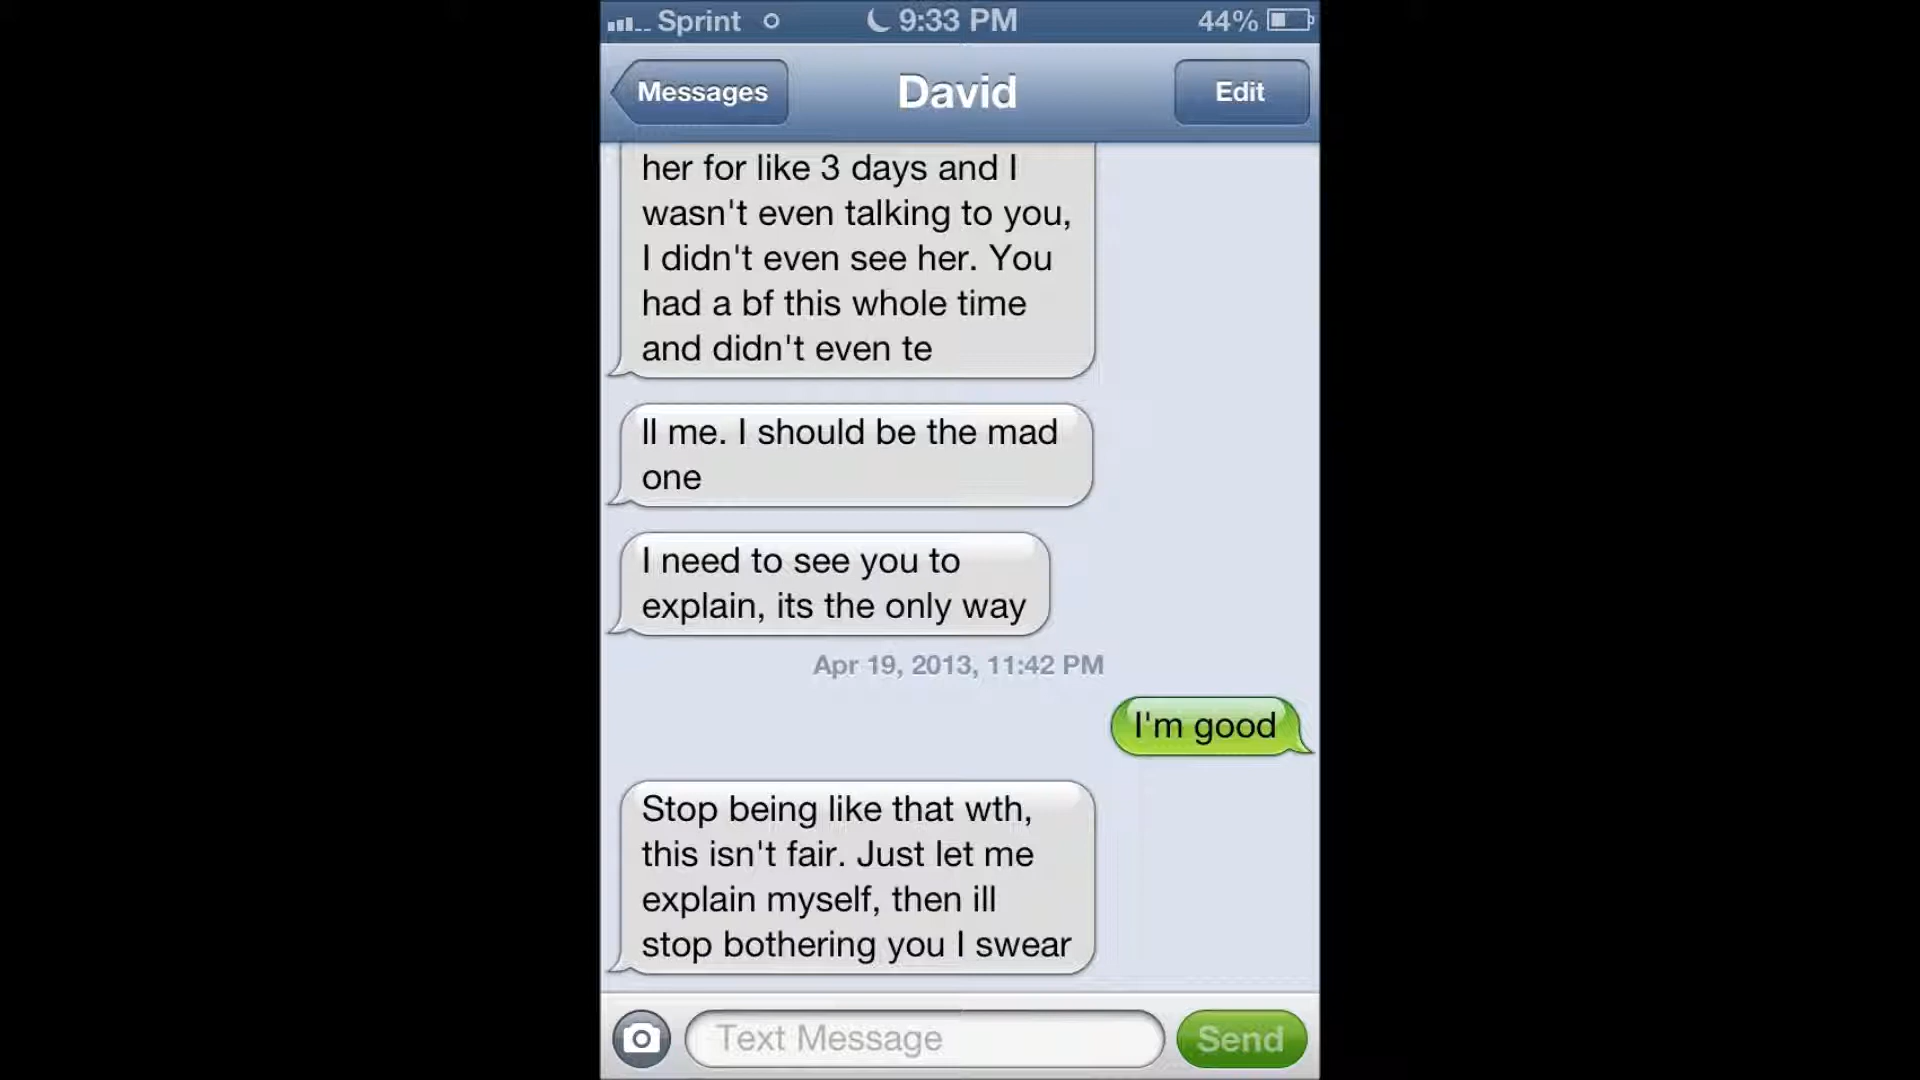 Sprint 9:33 PM 44%
Messages David Edit
her for like 3 days and I
wasn't even talking to you,
I didn't even see her. You
had a bf this whole time
and didn't even te
ll me. I should be the mad
one
I need to see you to
explain, its the only way
Apr 19, 2013, 11:42 PM
I'm good
Stop being like that wth,
this isn't fair. Just let me
explain myself, then ill
stop bothering you I swear
Text Message Send